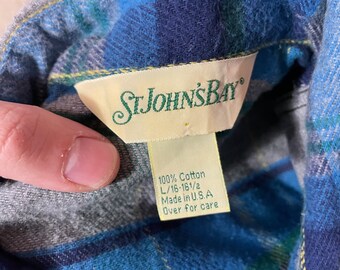 ST. JOHN'S BAY®
100% Cotton
L/16-16½
Made in U.S.A
Over for care